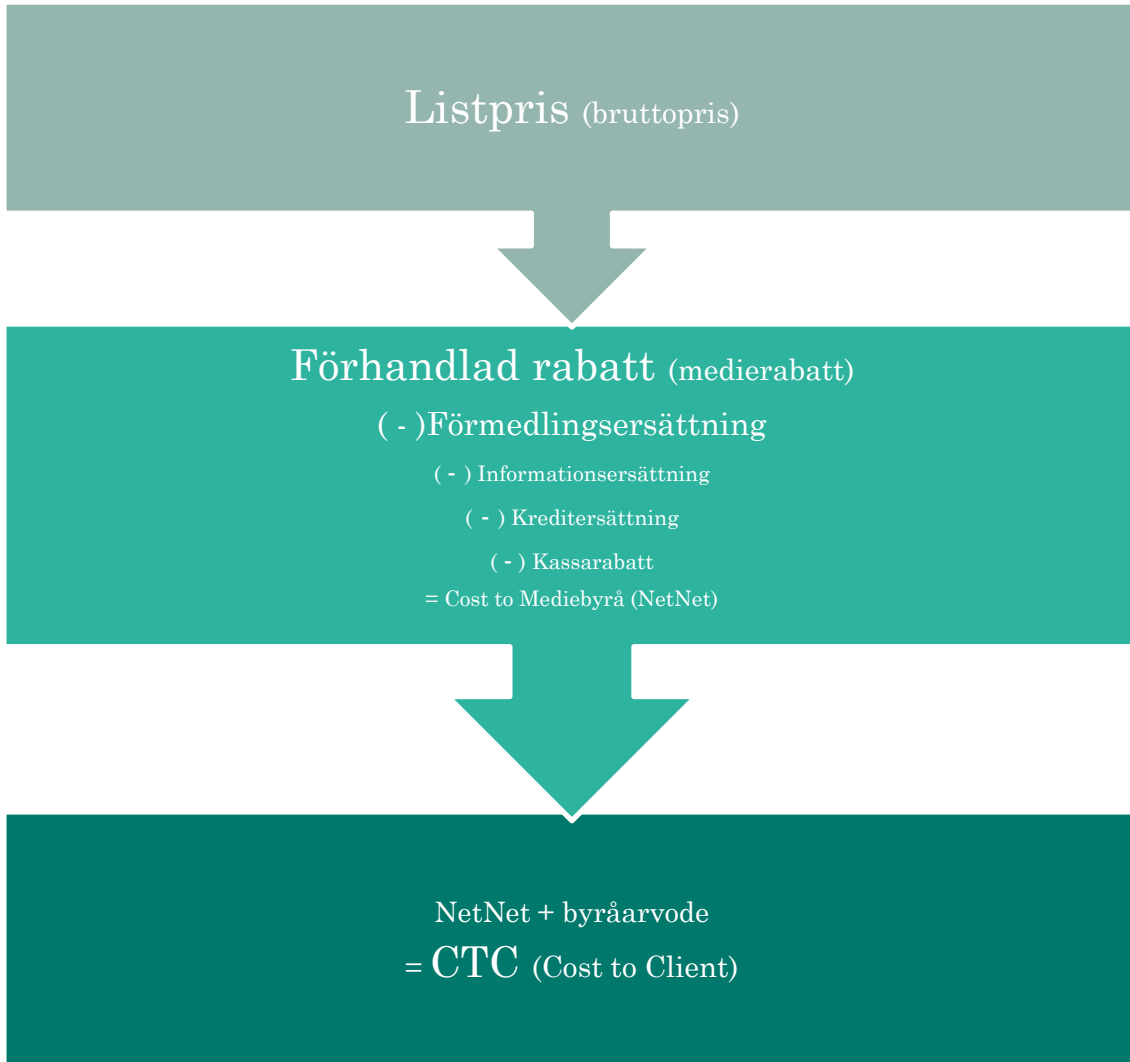 Listpris (bruttopris)
Förhandlad rabatt (medierabatt)
( - )Förmedlingsersättning
( - ) Informationsersättning
( - ) Kreditersättning
( - ) Kassarabatt
= Cost to Mediebyrå (NetNet)
NetNet + byråarvode
= CTC (Cost to Client)